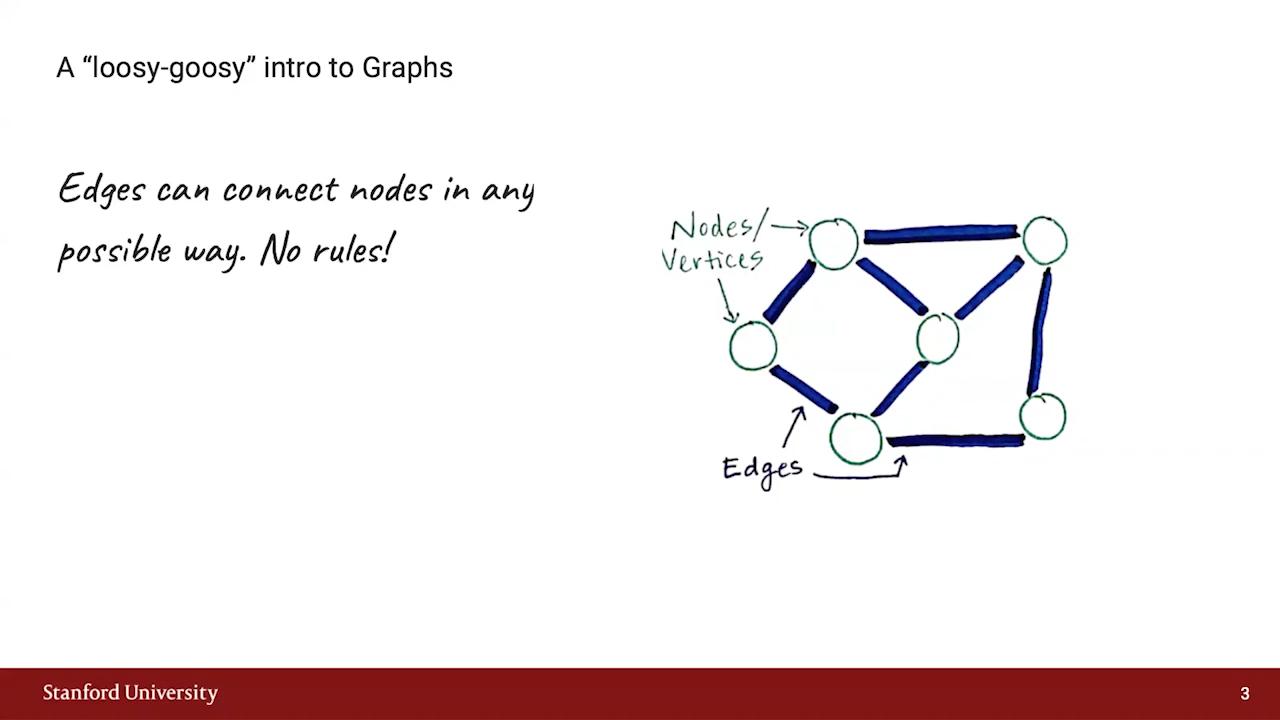 A “loosy-goosy” intro to Graphs
Edges can connect nodes in any
possible way. No rules!
Nodes/
Vertices
Edges
Stanford University
3